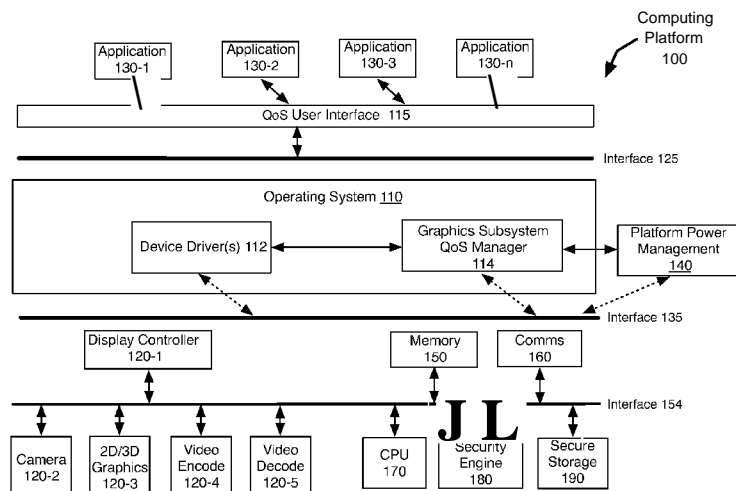 Computing
Platform
100
Application
130-1
Application
130-2
Application
130-3
Application
130-n
QoS User Interface 115
Interface 125
Operating System 110
Device Driver(s) 112
Graphics Subsystem
QoS Manager
114
Platform Power
Management
140
Interface 135
Display Controller
120-1
Memory
150
Comms
160
Interface 154
J L
Camera
120-2
2D/3D
Graphics
120-3
Video
Encode
120-4
Video
Decode
120-5
CPU
170
Security
Engine
180
Secure
Storage
190